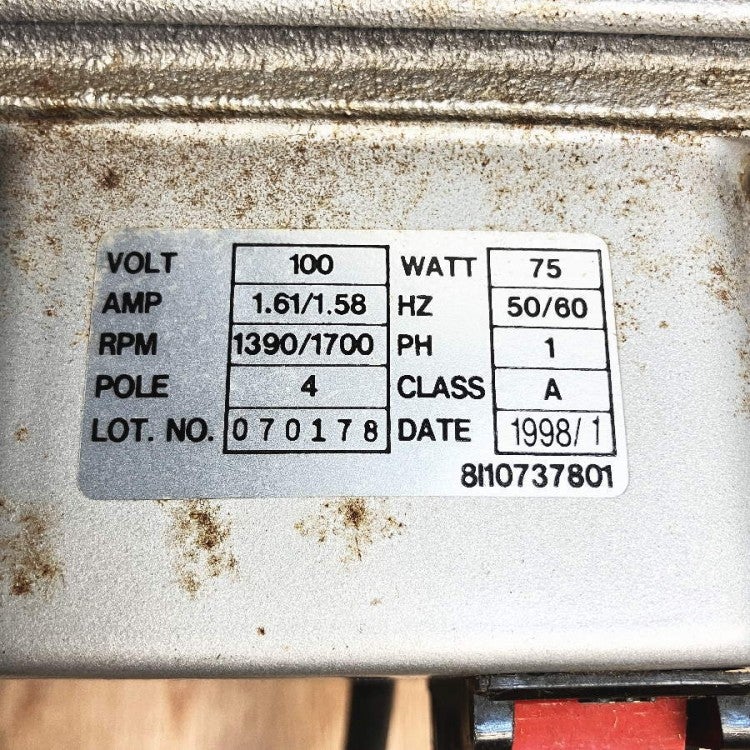 VOLT 100 WATT 75
AMP 1.61/1.58 HZ 50/60
RPM 1390/1700 PH 1
POLE 4 CLASS A
LOT. NO. 070178 DATE 1998/1
8I10737801